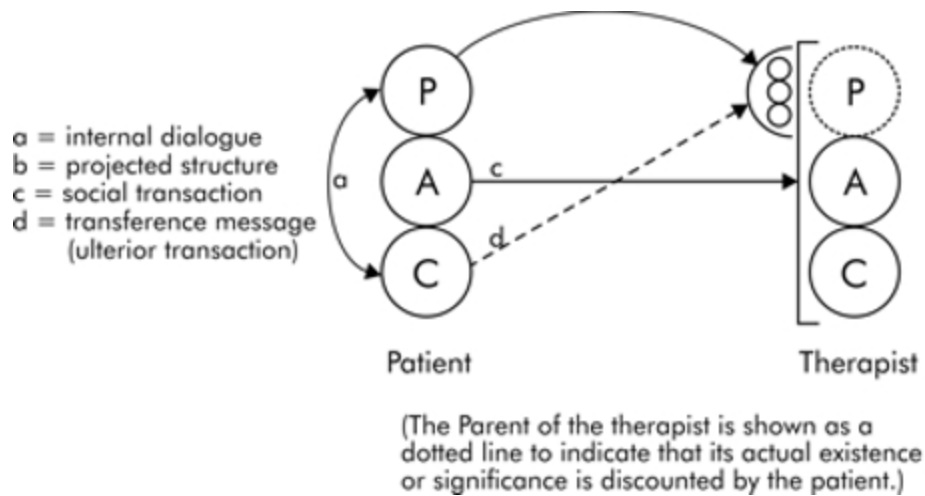 P
P
a = internal dialogue
b = projected structure
c = social transaction
d = transference message
(ulterior transaction)
a
A
c
A
d
C
C
Patient
Therapist
(The Parent of the therapist is shown as a
dotted line to indicate that its actual existence
or significance is discounted by the patient.)